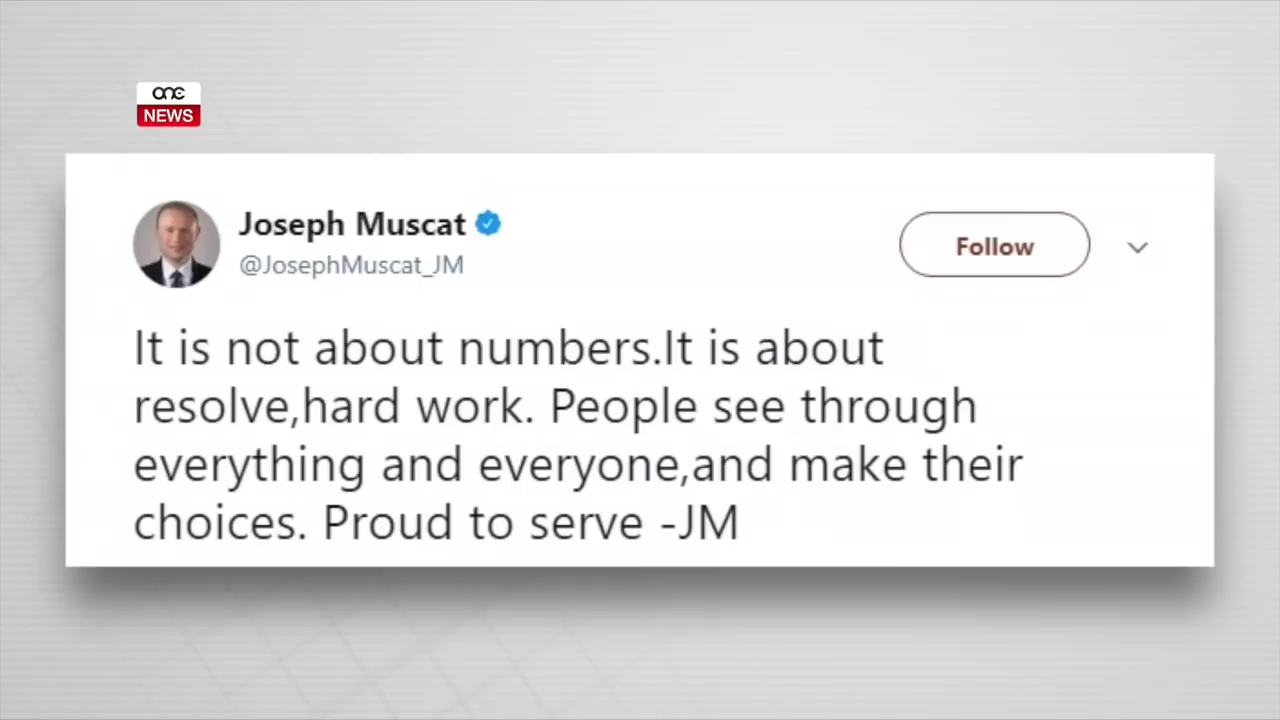 one
NEWS
Joseph Muscat
@JosephMuscat_JM
Follow
It is not about numbers.It is about
resolve,hard work. People see through
everything and everyone,and make their
choices. Proud to serve -JM